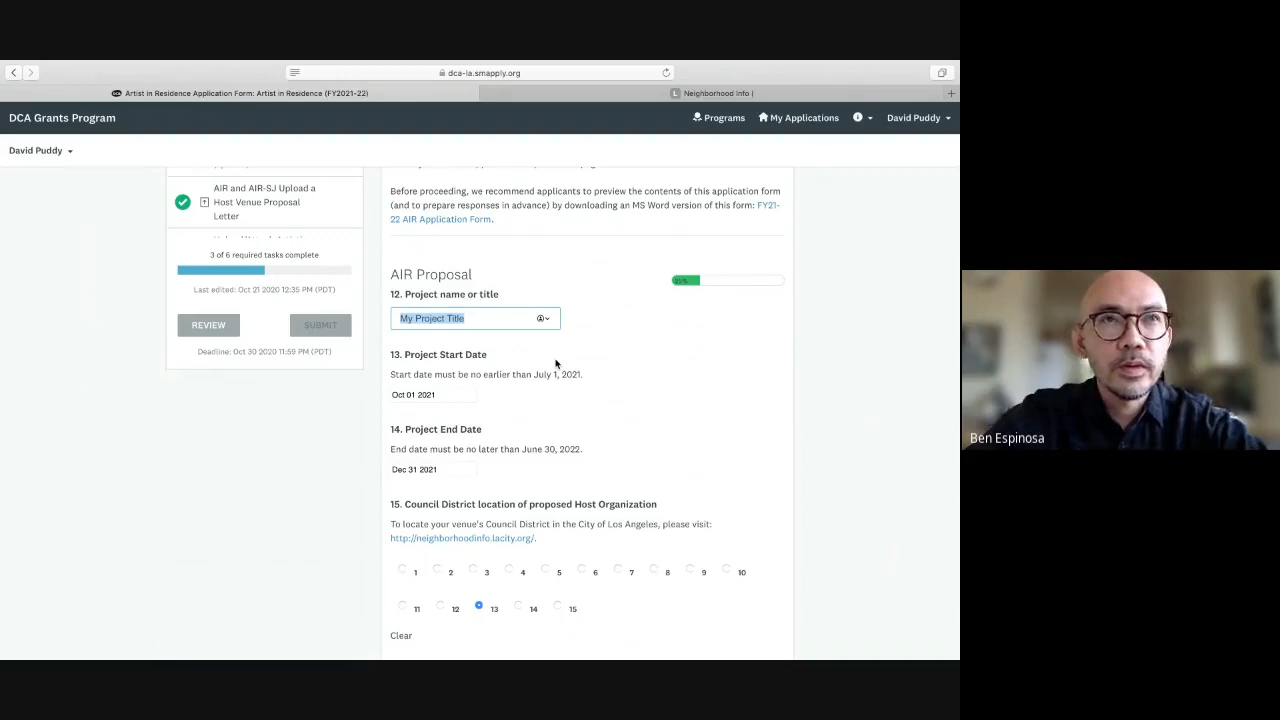 dca-la.smapply.org
Artist in Residence Application Form: Artist in Residence (FY2021-22)
Neighborhood Info |
DCA Grants Program
Programs
My Applications
David Puddy
David Puddy
AIR and AIR-SJ Upload a
Host Venue Proposal
Letter
3 of 6 required tasks complete
Last edited: Oct 21 2020 12:35 PM (PDT)
REVIEW
SUBMIT
Deadline: Oct 30 2020 11:59 PM (PDT)
Before proceeding, we recommend applicants to preview the contents of this application form
(and to prepare responses in advance) by downloading an MS Word version of this form: FY21-
22 AIR Application Form.
AIR Proposal
12. Project name or title
My Project Title
13. Project Start Date
Start date must be no earlier than July 1, 2021.
Oct 01 2021
14. Project End Date
End date must be no later than June 30, 2022.
Dec 31 2021
15. Council District location of proposed Host Organization
To locate your venue's Council District in the City of Los Angeles, please visit:
http://neighborhoodinfo.lacity.org/.
1 2 3 4 5 6 7 8 9 10
11 12 13 14 15
Clear
Ben Espinosa